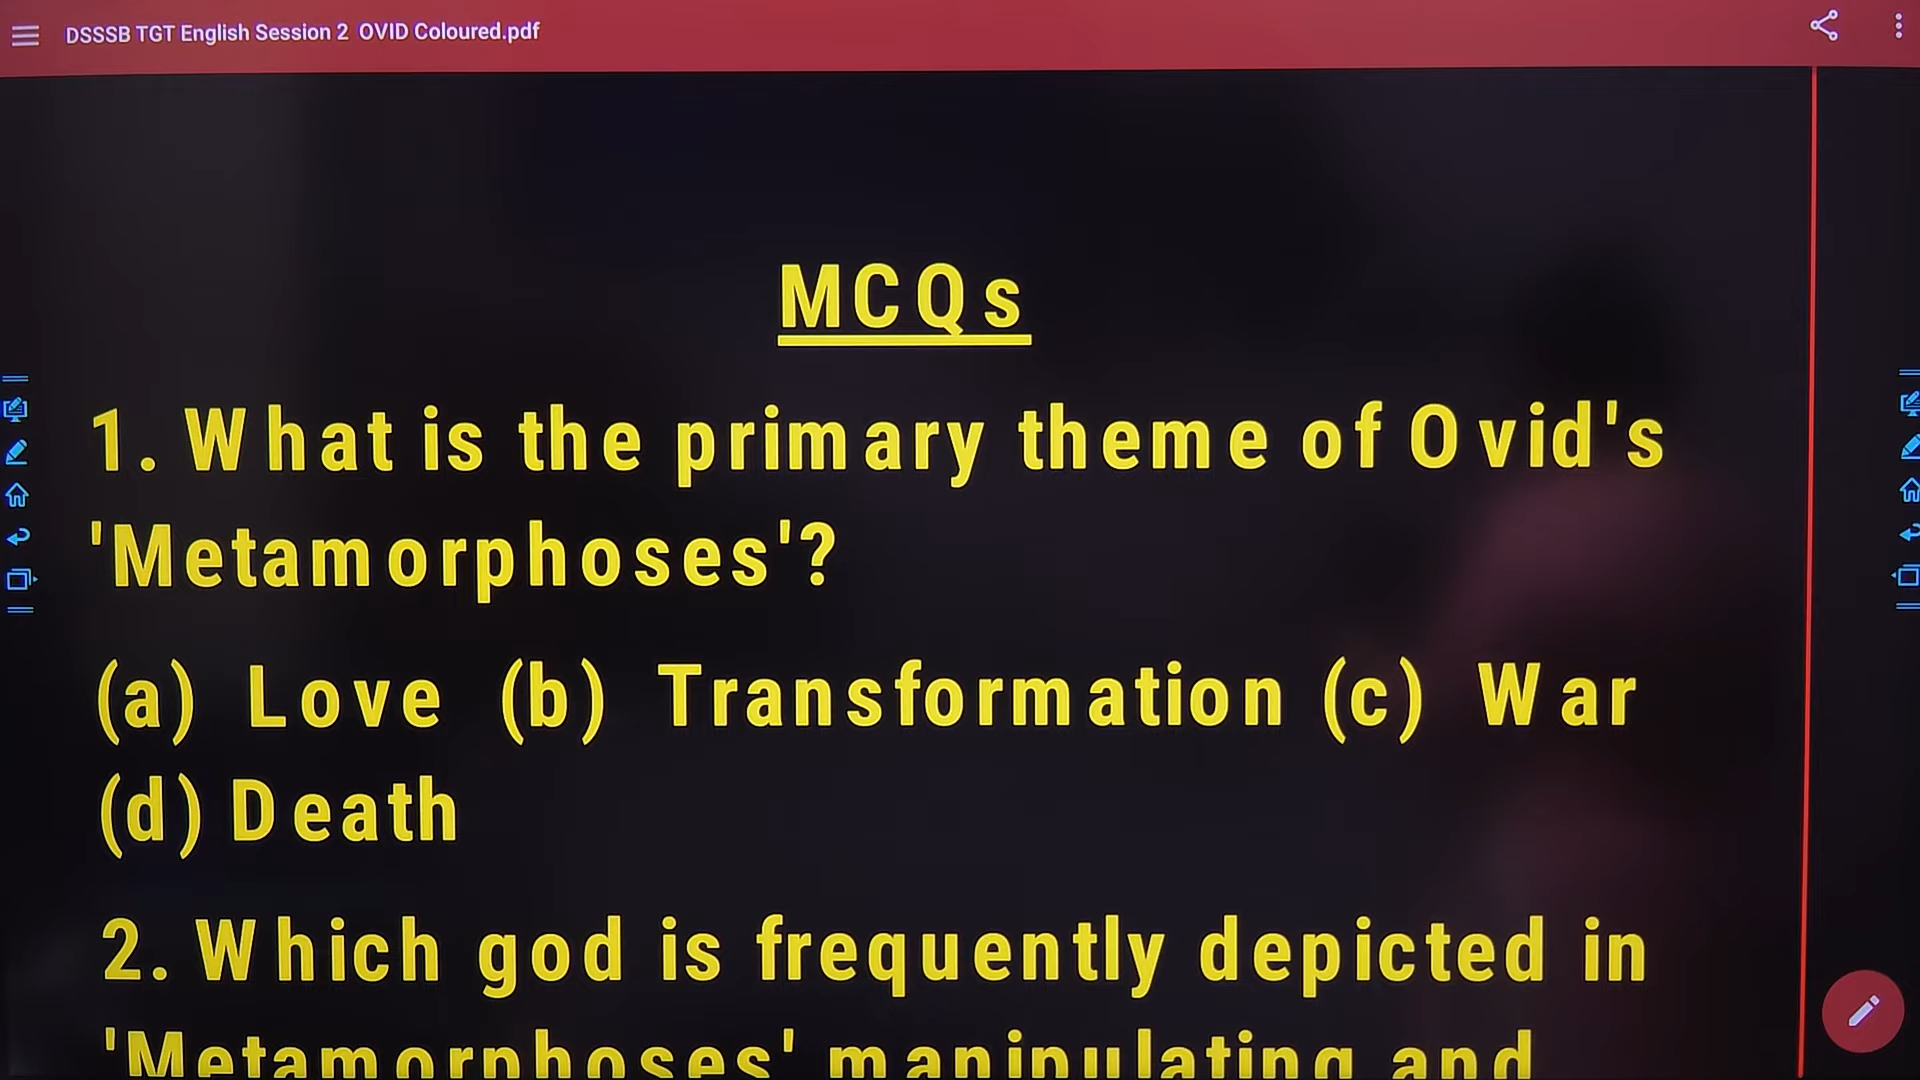 DSSSB TGT English Session 2 OVID Coloured.pdf
MCQs
1. What is the primary theme of Ovid's
'Metamorphoses'?
(a) Love (b) Transformation (c) War
(d) Death
2. Which god is frequently depicted in
'Metamorphoses' manipulating and